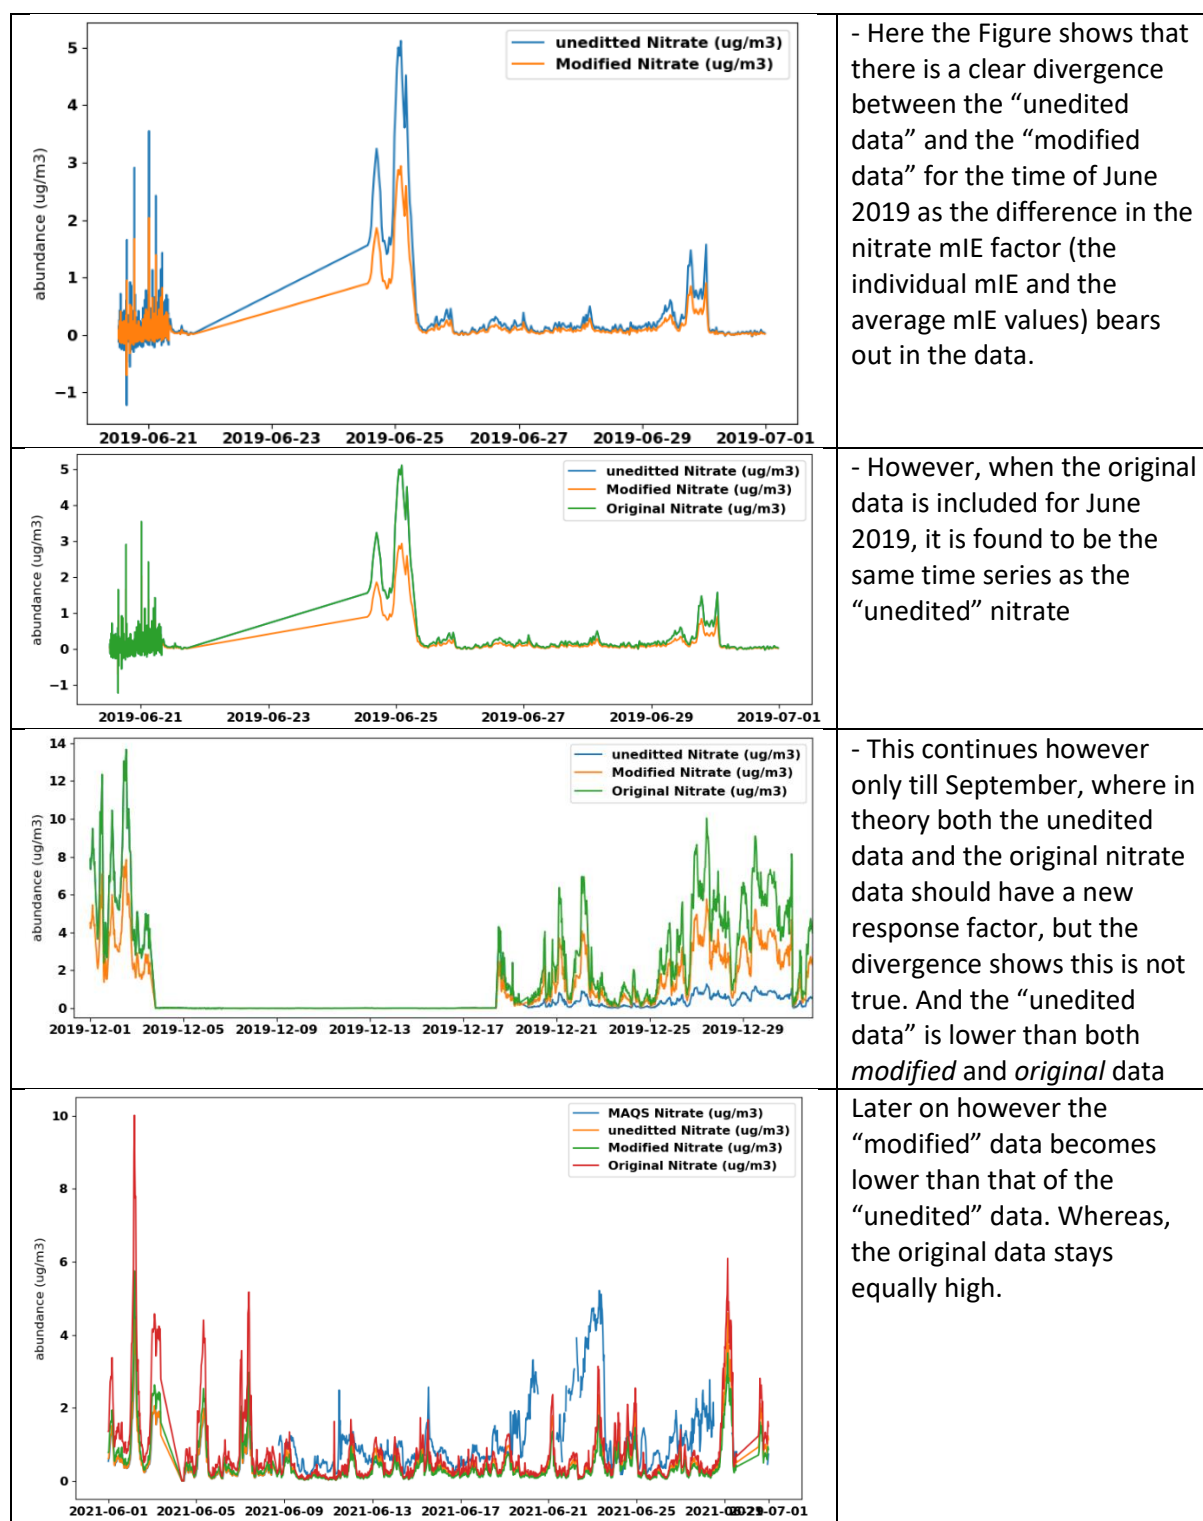 uneditted Nitrate (ug/m3)
Modified Nitrate (ug/m3)
abundance (ug/m3)
5
4
3
2
1
0
−1
2019-06-21 2019-06-23 2019-06-25 2019-06-27 2019-06-29 2019-07-01
- Here the Figure shows that
there is a clear divergence
between the “unedited
data” and the “modified
data” for the time of June
2019 as the difference in the
nitrate mIE factor (the
individual mIE and the
average mIE values) bears
out in the data.
uneditted Nitrate (ug/m3)
Modified Nitrate (ug/m3)
Original Nitrate (ug/m3)
abundance (ug/m3)
5
4
3
2
1
0
−1
2019-06-21 2019-06-23 2019-06-25 2019-06-27 2019-06-29 2019-07-01
- However, when the original
data is included for June
2019, it is found to be the
same time series as the
“unedited” nitrate
uneditted Nitrate (ug/m3)
Modified Nitrate (ug/m3)
Original Nitrate (ug/m3)
abundance (ug/m3)
14
12
10
8
6
4
2
0
2019-12-01 2019-12-05 2019-12-09 2019-12-13 2019-12-17 2019-12-21 2019-12-25 2019-12-29
- This continues however
only till September, where in
theory both the unedited
data and the original nitrate
data should have a new
response factor, but the
divergence shows this is not
true. And the “unedited
data” is lower than both
modified and original data
MAQS Nitrate (ug/m3)
uneditted Nitrate (ug/m3)
Modified Nitrate (ug/m3)
Original Nitrate (ug/m3)
abundance (ug/m3)
10
8
6
4
2
0
2021-06-01 2021-06-05 2021-06-09 2021-06-13 2021-06-17 2021-06-21 2021-06-25 2021-06-29 2021-07-01
Later on however the
“modified” data becomes
lower than that of the
“unedited” data. Whereas,
the original data stays
equally high.